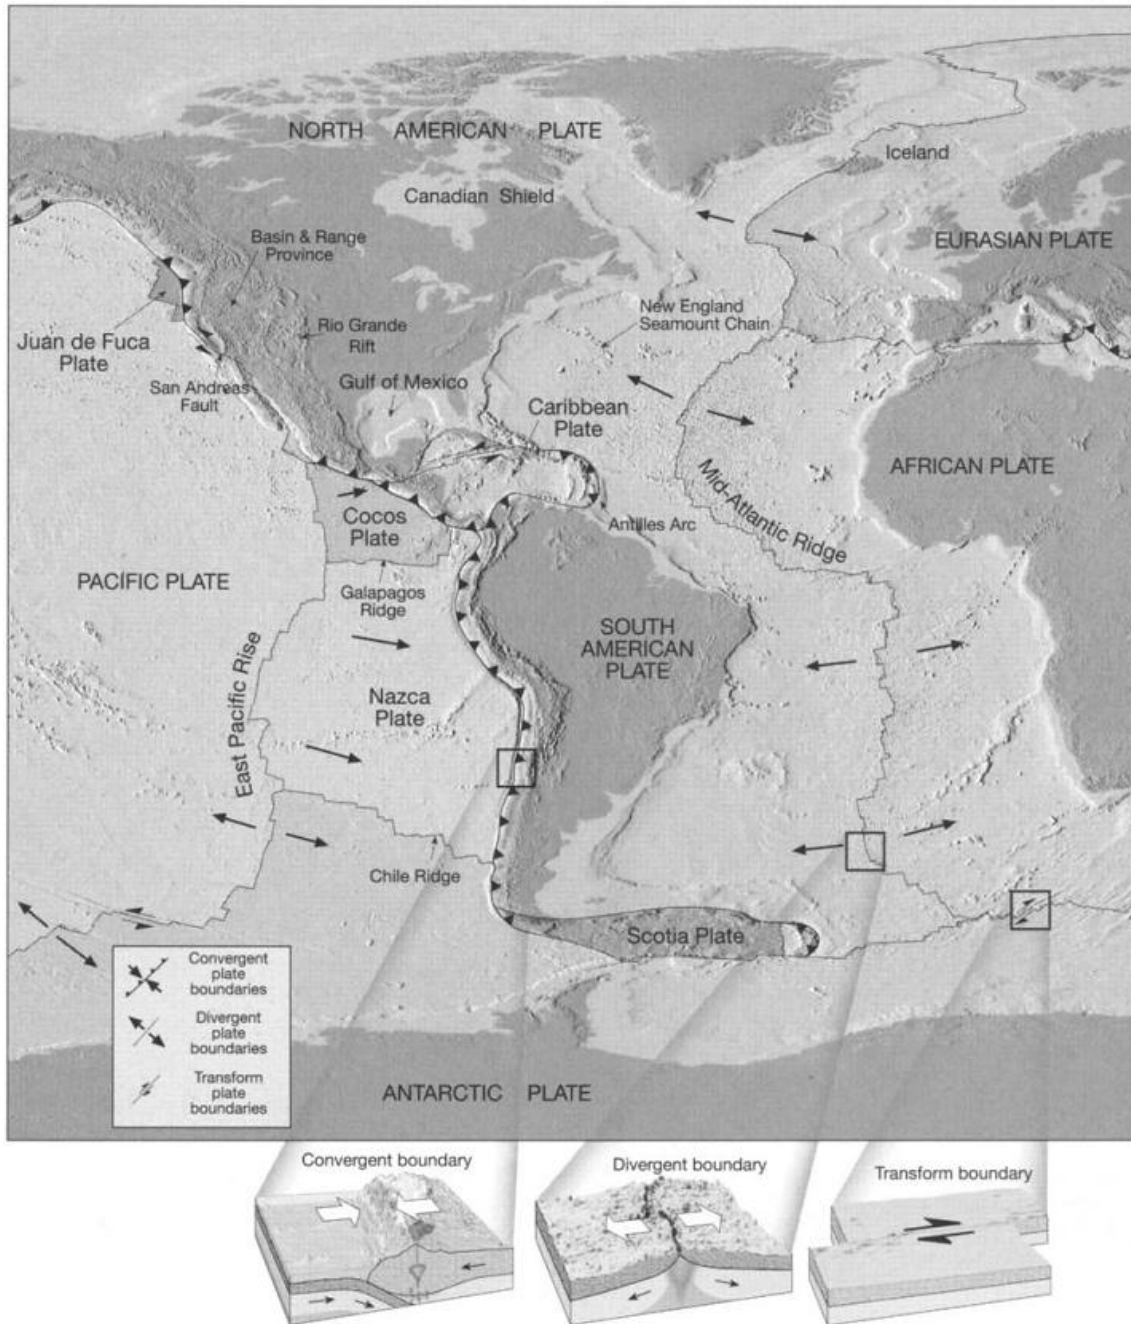 NORTH AMERICAN PLATE
Iceland
Canadian Shield
Basin & Range
Province
EURASIAN PLATE
New England
Seamount Chain
Rio Grande
Rift
Juan de Fuca
Plate
San Andreas
Fault
Gulf of Mexico
Caribbean
Plate
AFRICAN PLATE
Mid-Atlantic Ridge
Antilles Arc
Cocos
Plate
PACIFIC PLATE
Galapagos
Ridge
SOUTH
AMERICAN
PLATE
East Pacific Rise
Nazca
Plate
Chile Ridge
Scotia Plate
Convergent
plate
boundaries
Divergent
plate
boundaries
Transform
plate
boundaries
ANTARCTIC PLATE
Convergent boundary
Divergent boundary
Transform boundary